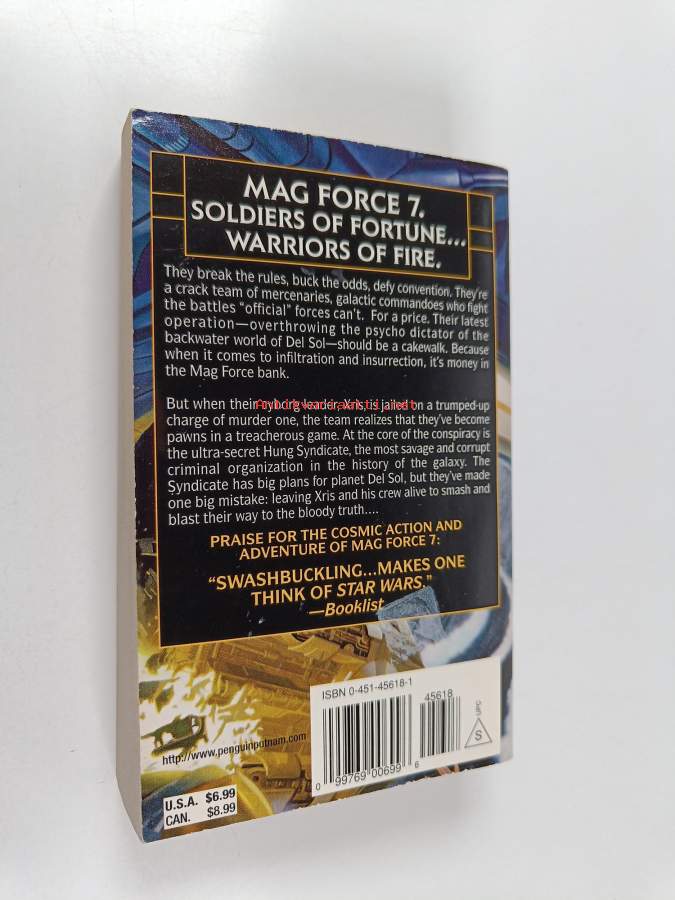 MAG FORCE 7.
SOLDIERS OF FORTUNE...
WARRIORS OF FIRE.
They break the rules, buck the odds, defy convention. They're
a crack team of mercenaries, galactic commandoes who fight
the battles "official" forces can't. For a price. Their latest
operation—overthrowing the psycho dictator of the
backwater world of Del Sol—should be a cakewalk. Because
when it comes to infiltration and insurrection, it's money in
the Mag Force bank.
But when their cyborg leader, Xris, is jailed on a trumped-up
charge of murder one, the team realizes that they've become
pawns in a treacherous game. At the core of the conspiracy is
the ultra-secret Hung Syndicate, the most savage and corrupt
criminal organization in the history of the galaxy. The
Syndicate has big plans for planet Del Sol, but they've made
one big mistake: leaving Xris and his crew alive to smash and
blast their way to the bloody truth....
PRAISE FOR THE COSMIC ACTION AND
ADVENTURE OF MAG FORCE 7:
"SWASHBUCKLING...MAKES ONE
THINK OF STAR WARS."
—Booklist
ISBN 0-451-45618-1
45618
UPC
S
0 99769 00699 6
http://www.penguinputnam.com
U.S.A. $6.99
CAN. $8.99